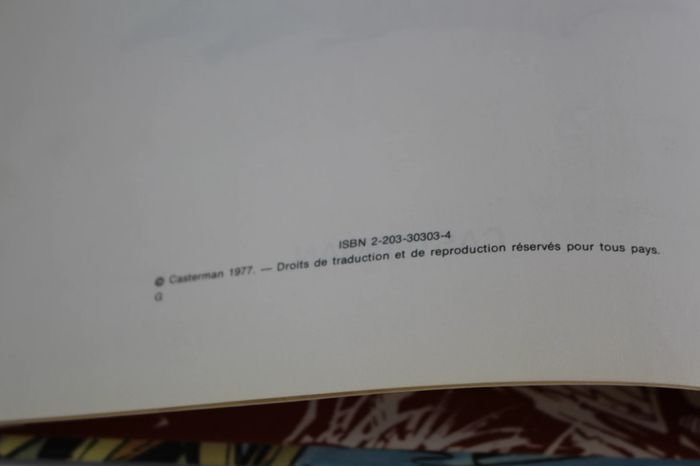 ISBN 2-203-30303-4
© Casterman 1977. — Droits de traduction et de reproduction réservés pour tous pays.
G